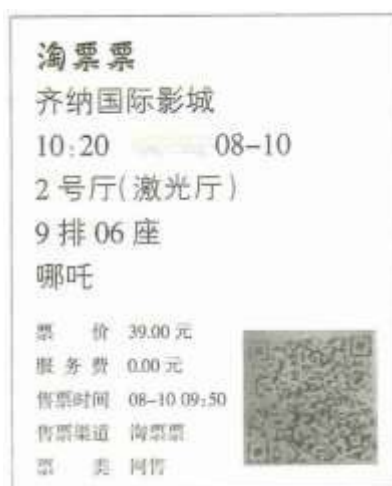 淘票票
齐纳国际影城
10:20 08-10
2号厅(激光厅)
9排06座
哪吒
票 价 39.00元
服务费 0.00元
售票时间 08-10 09:50
售票渠道 淘票票
票 类 网售